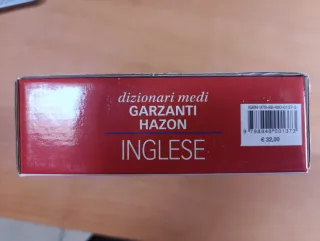 dizionari medi
GARZANTI
HAZON
INGLESE
€ 22,00